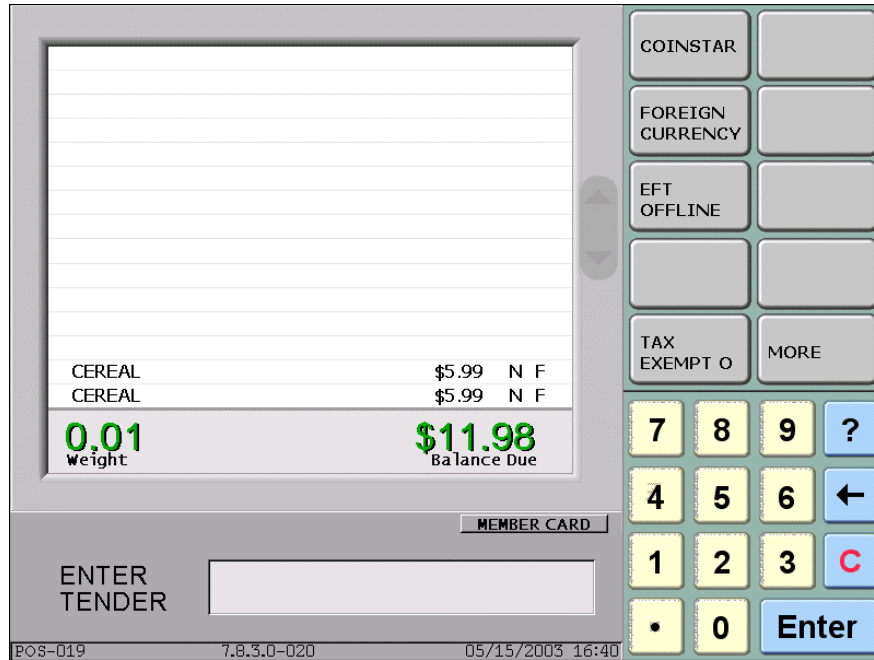 CEREAL $5.99 N F
CEREAL $5.99 N F
0.01 $11.98
Weight Balance Due
MEMBER CARD
ENTER
TENDER
POS-019 7.8.3.0-020 05/15/2003 16:40
COINSTAR
FOREIGN
CURRENCY
EFT
OFFLINE
TAX
EXEMPT O
MORE
7 8 9 ?
4 5 6 ←
1 2 3 C
. 0 Enter